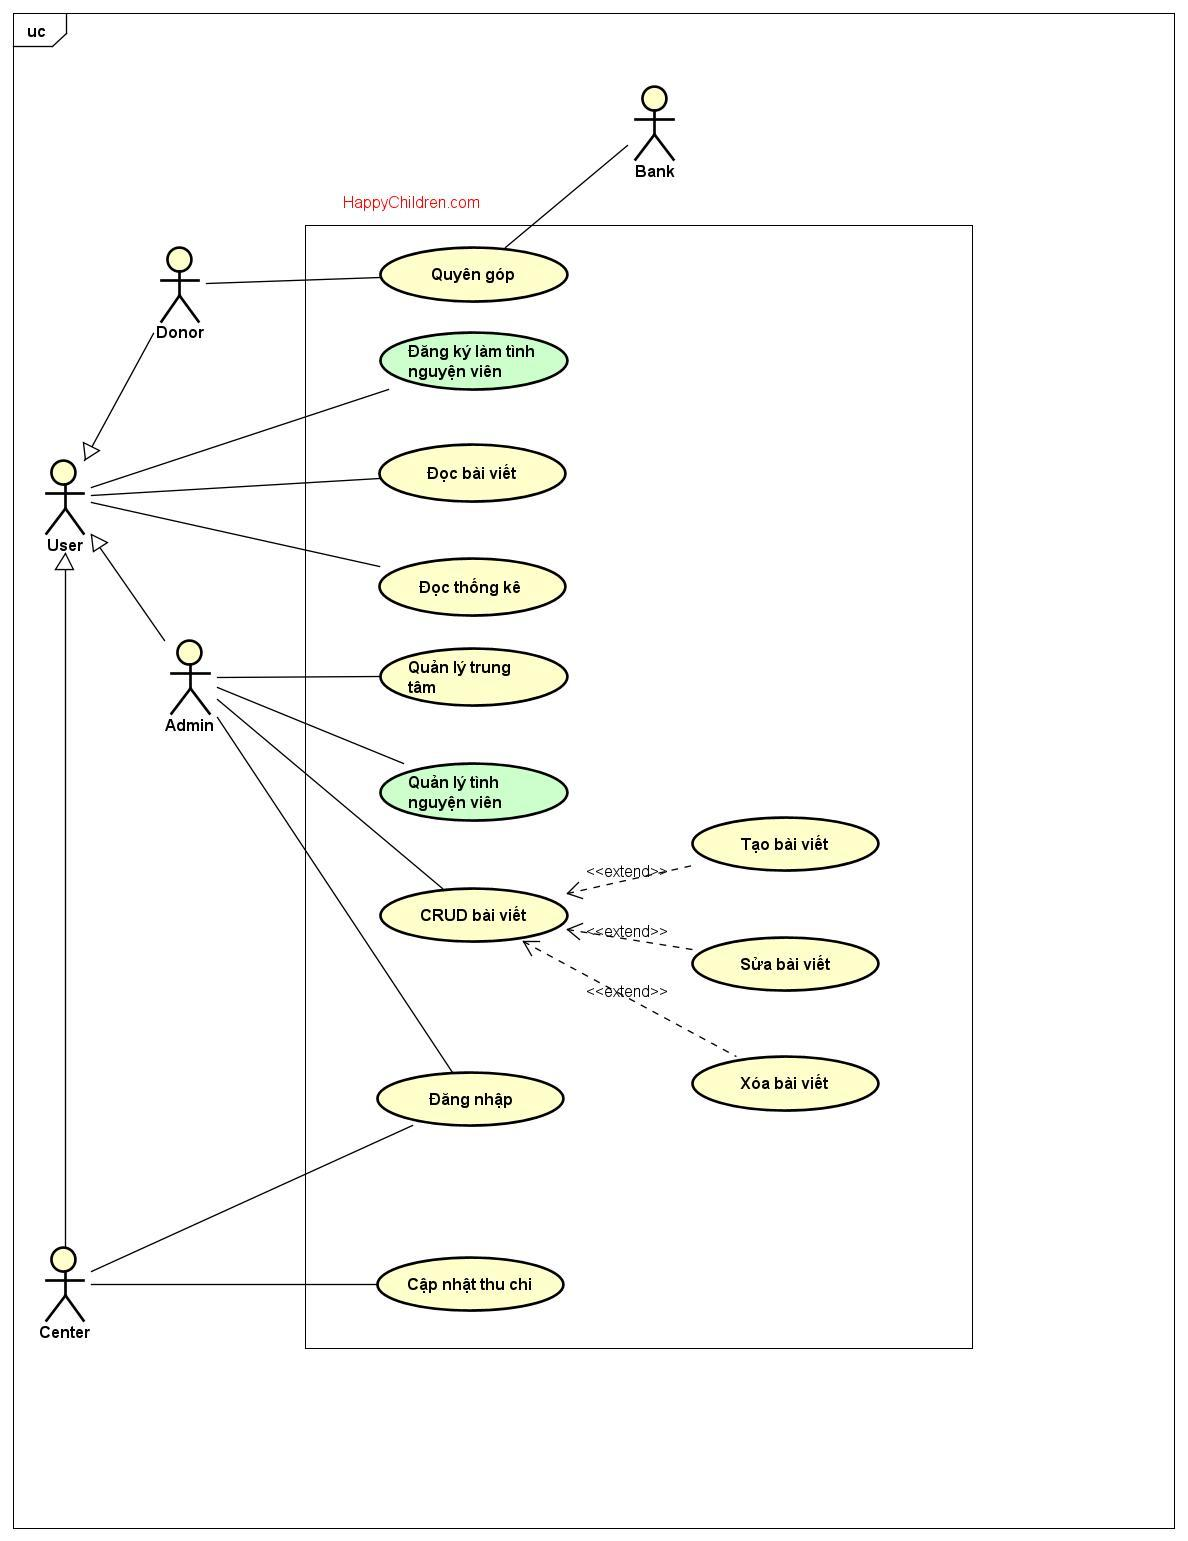 uc
Bank
HappyChildren.com
Quyên góp
Donor
Đăng ký làm tình
nguyện viên
Đọc bài viết
User
Đọc thống kê
Quản lý trung
tâm
Admin
Quản lý tình
nguyện viên
Tạo bài viết
<<extend>>
CRUD bài viết
<<extend>>
Sửa bài viết
<<extend>>
Xóa bài viết
Đăng nhập
Cập nhật thu chi
Center